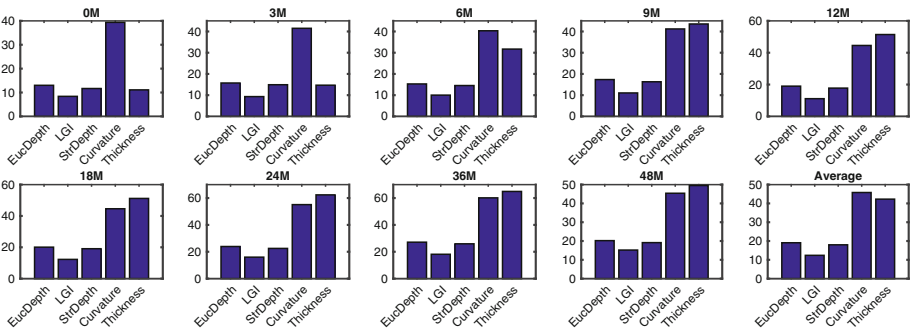 0M 3M 6M 9M 12M
40 30 20 10 0
40 30 20 10 0
40 30 20 10 0
40 30 20 10 0
60 40 20 0
EucDepth LGI StrDepth Curvature Thickness
EucDepth LGI StrDepth Curvature Thickness
EucDepth LGI StrDepth Curvature Thickness
EucDepth LGI StrDepth Curvature Thickness
EucDepth LGI StrDepth Curvature Thickness
18M 24M 36M 48M Average
60 40 20 0
60 40 20 0
60 40 20 0
50 40 30 20 10 0
50 40 30 20 10 0
EucDepth LGI StrDepth Curvature Thickness
EucDepth LGI StrDepth Curvature Thickness
EucDepth LGI StrDepth Curvature Thickness
EucDepth LGI StrDepth Curvature Thickness
EucDepth LGI StrDepth Curvature Thickness